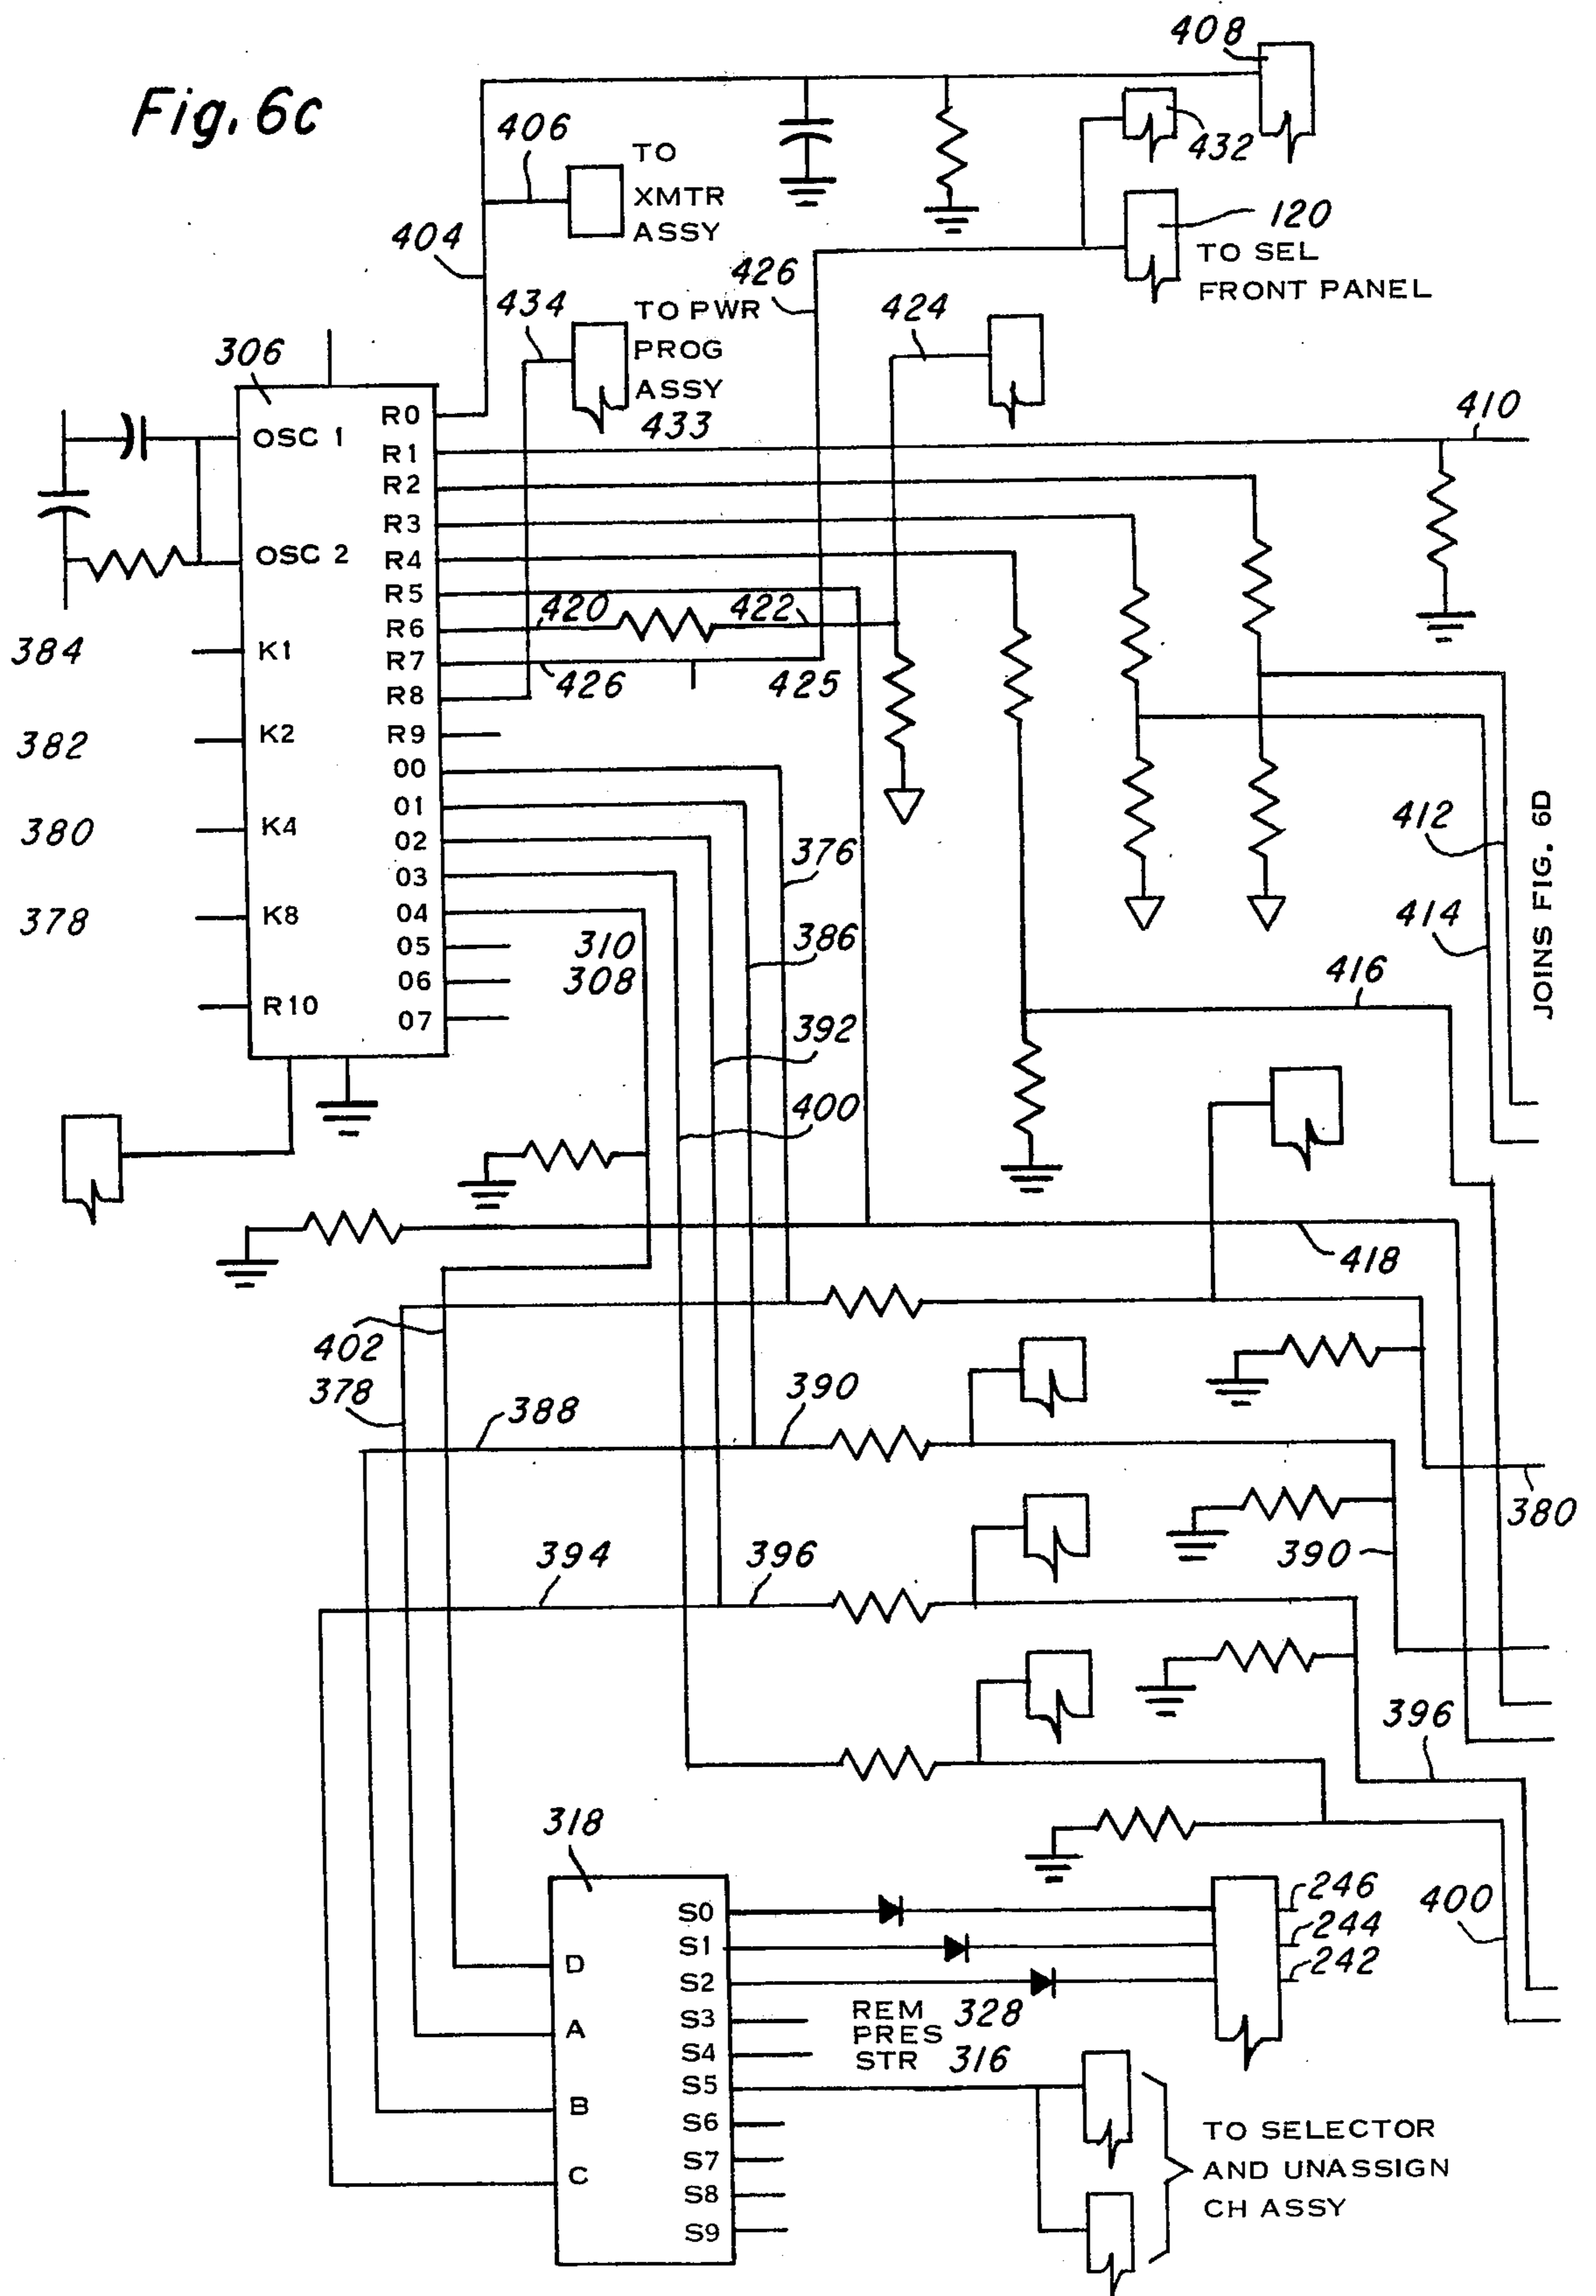 Fig. 6c
408
432
406
TO
XMTR
ASSY
404
120
TO SEL
FRONT PANEL
426
434
TO PWR
PROG
ASSY
433
424
306
410
OSC 1
OSC 2
K1
K2
K4
K8
R10
384
382
380
378
R0
R1
R2
R3
R4
R5
R6
R7
R8
R9
00
01
02
03
04
05
06
07
420
422
426
425
376
310
308
386
392
400
412
414
JOINS FIG. 6D
416
418
402
378
388
390
380
390
394
396
396
400
318
D
A
B
C
S0
S1
S2
S3
S4
S5
S6
S7
S8
S9
246
244
242
REM 328
PRES
STR 316
TO SELECTOR
AND UNASSIGN
CH ASSY